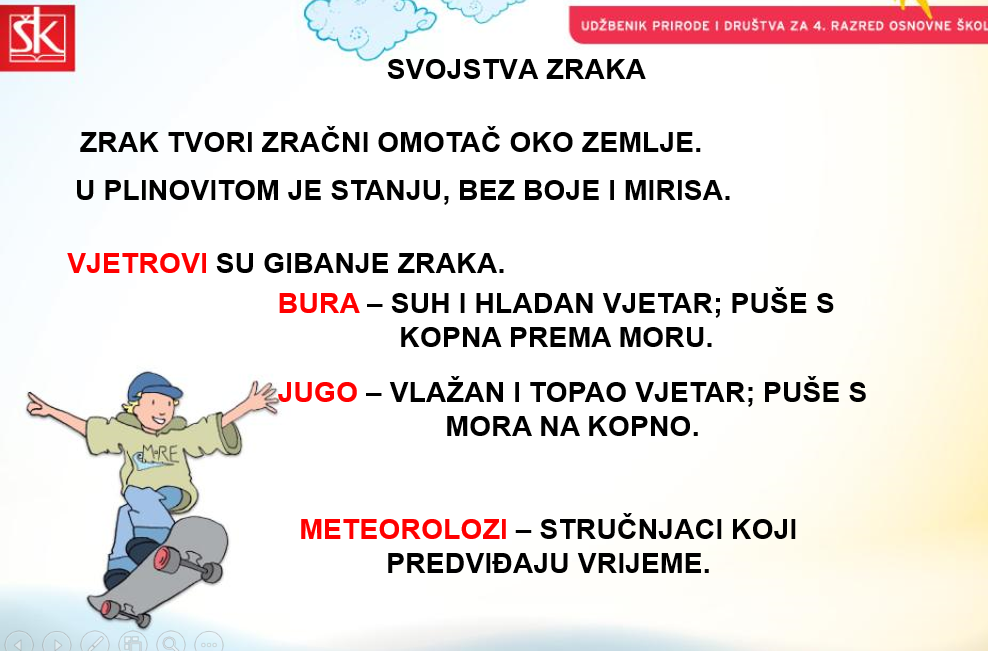 ŠK
UDŽBENIK PRIRODE I DRUŠTVA ZA 4. RAZRED OSNOVNE ŠKOL
SVOJSTVA ZRAKA
ZRAK TVORI ZRAČNI OMOTAČ OKO ZEMLJE.
U PLINOVITOM JE STANJU, BEZ BOJE I MIRISA.
VJETROVI SU GIBANJE ZRAKA.
BURA – SUH I HLADAN VJETAR; PUŠE S
KOPNA PREMA MORU.
JUGO – VLAŽAN I TOPAO VJETAR; PUŠE S
MORA NA KOPNO.
MORE
METEOROLOZI – STRUČNJACI KOJI
PREDVIĐAJU VRIJEME.